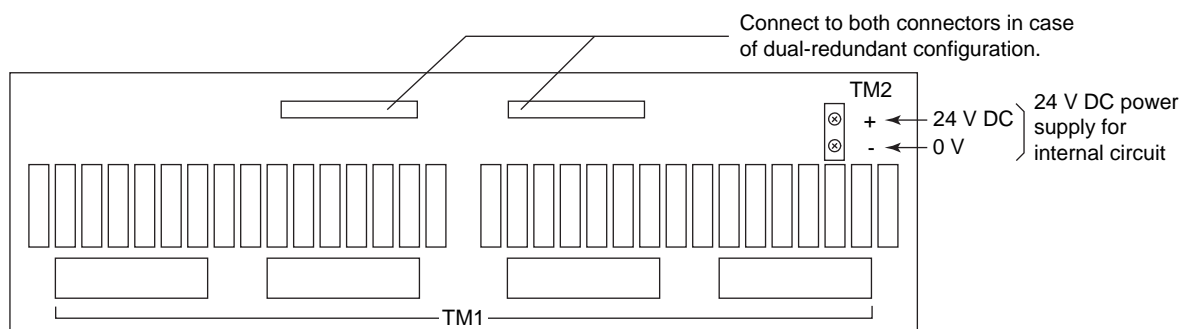 Connect to both connectors in case
of dual-redundant configuration.
TM2
+
24 V DC
-
0 V
24 V DC power
supply for
internal circuit
TM1